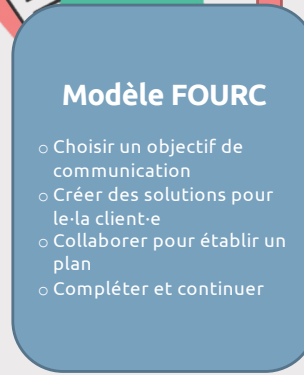 Modèle FOURC
○ Choisir un objectif de
communication
○ Créer des solutions pour
le·la client·e
○ Collaborer pour établir un
plan
○ Compléter et continuer